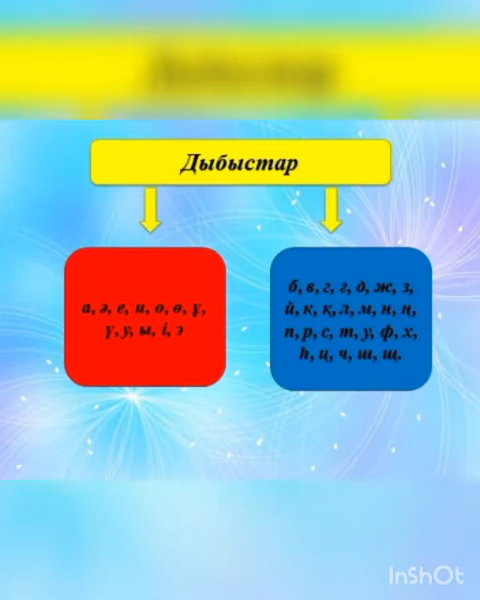 Дыбыстар
а, ә, е, и, о, ө, ұ,
ү, у, ы, і, э
б, в, г, ғ, д, ж, з,
й, к, қ, л, м, н, ң,
п, р, с, т, у, ф, х,
һ, ц, ч, ш, щ.
InShOt